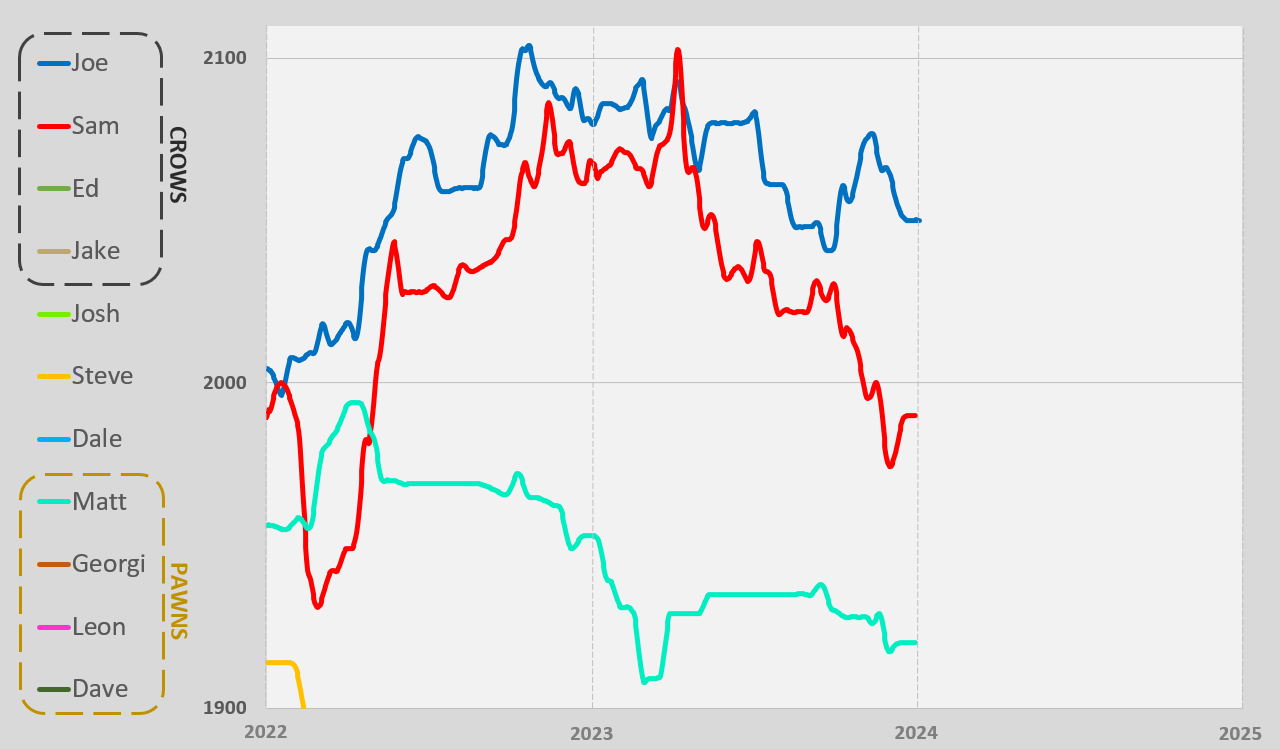 Joe
Sam
Ed
Jake
CROWS
Josh
Steve
Dale
Matt
Georgi
Leon
Dave
PAWNS
2100
2000
1900
2022
2023
2024
2025